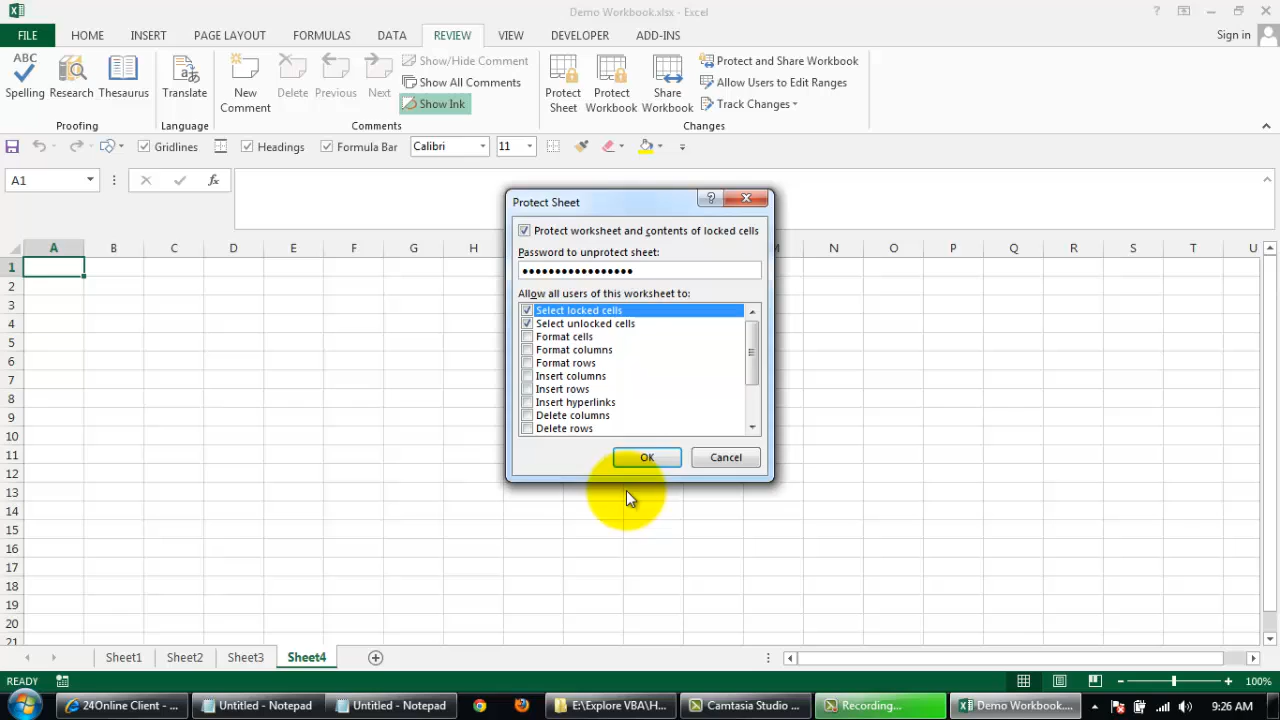 Demo Workbook.xlsx - Excel
FILE HOME INSERT PAGE LAYOUT FORMULAS DATA REVIEW VIEW DEVELOPER ADD-INS Sign in
ABC
Spelling Research Thesaurus
Proofing
Translate
Language
New Comment Delete Previous Next
Show/Hide Comment
Show All Comments
Show Ink
Comments
Protect Sheet
Protect Workbook
Share Workbook
Protect and Share Workbook
Allow Users to Edit Ranges
Track Changes
Changes
Gridlines Headings Formula Bar Calibri 11
A1 fx
Protect Sheet
Protect worksheet and contents of locked cells
Password to unprotect sheet:
•••••••••••••••••
Allow all users of this worksheet to:
Select locked cells
Select unlocked cells
Format cells
Format columns
Format rows
Insert columns
Insert rows
Insert hyperlinks
Delete columns
Delete rows
OK Cancel
A B C D E F G H M N O P Q R S T U
1
2
3
4
5
6
7
8
9
10
11
12
13
14
15
16
17
18
19
20
21
Sheet1 Sheet2 Sheet3 Sheet4
READY 100%
24Online Client - ... Untitled - Notepad Untitled - Notepad E:\Explore VBA\H... Camtasia Studio ... Recording... Demo Workbook.... 9:26 AM